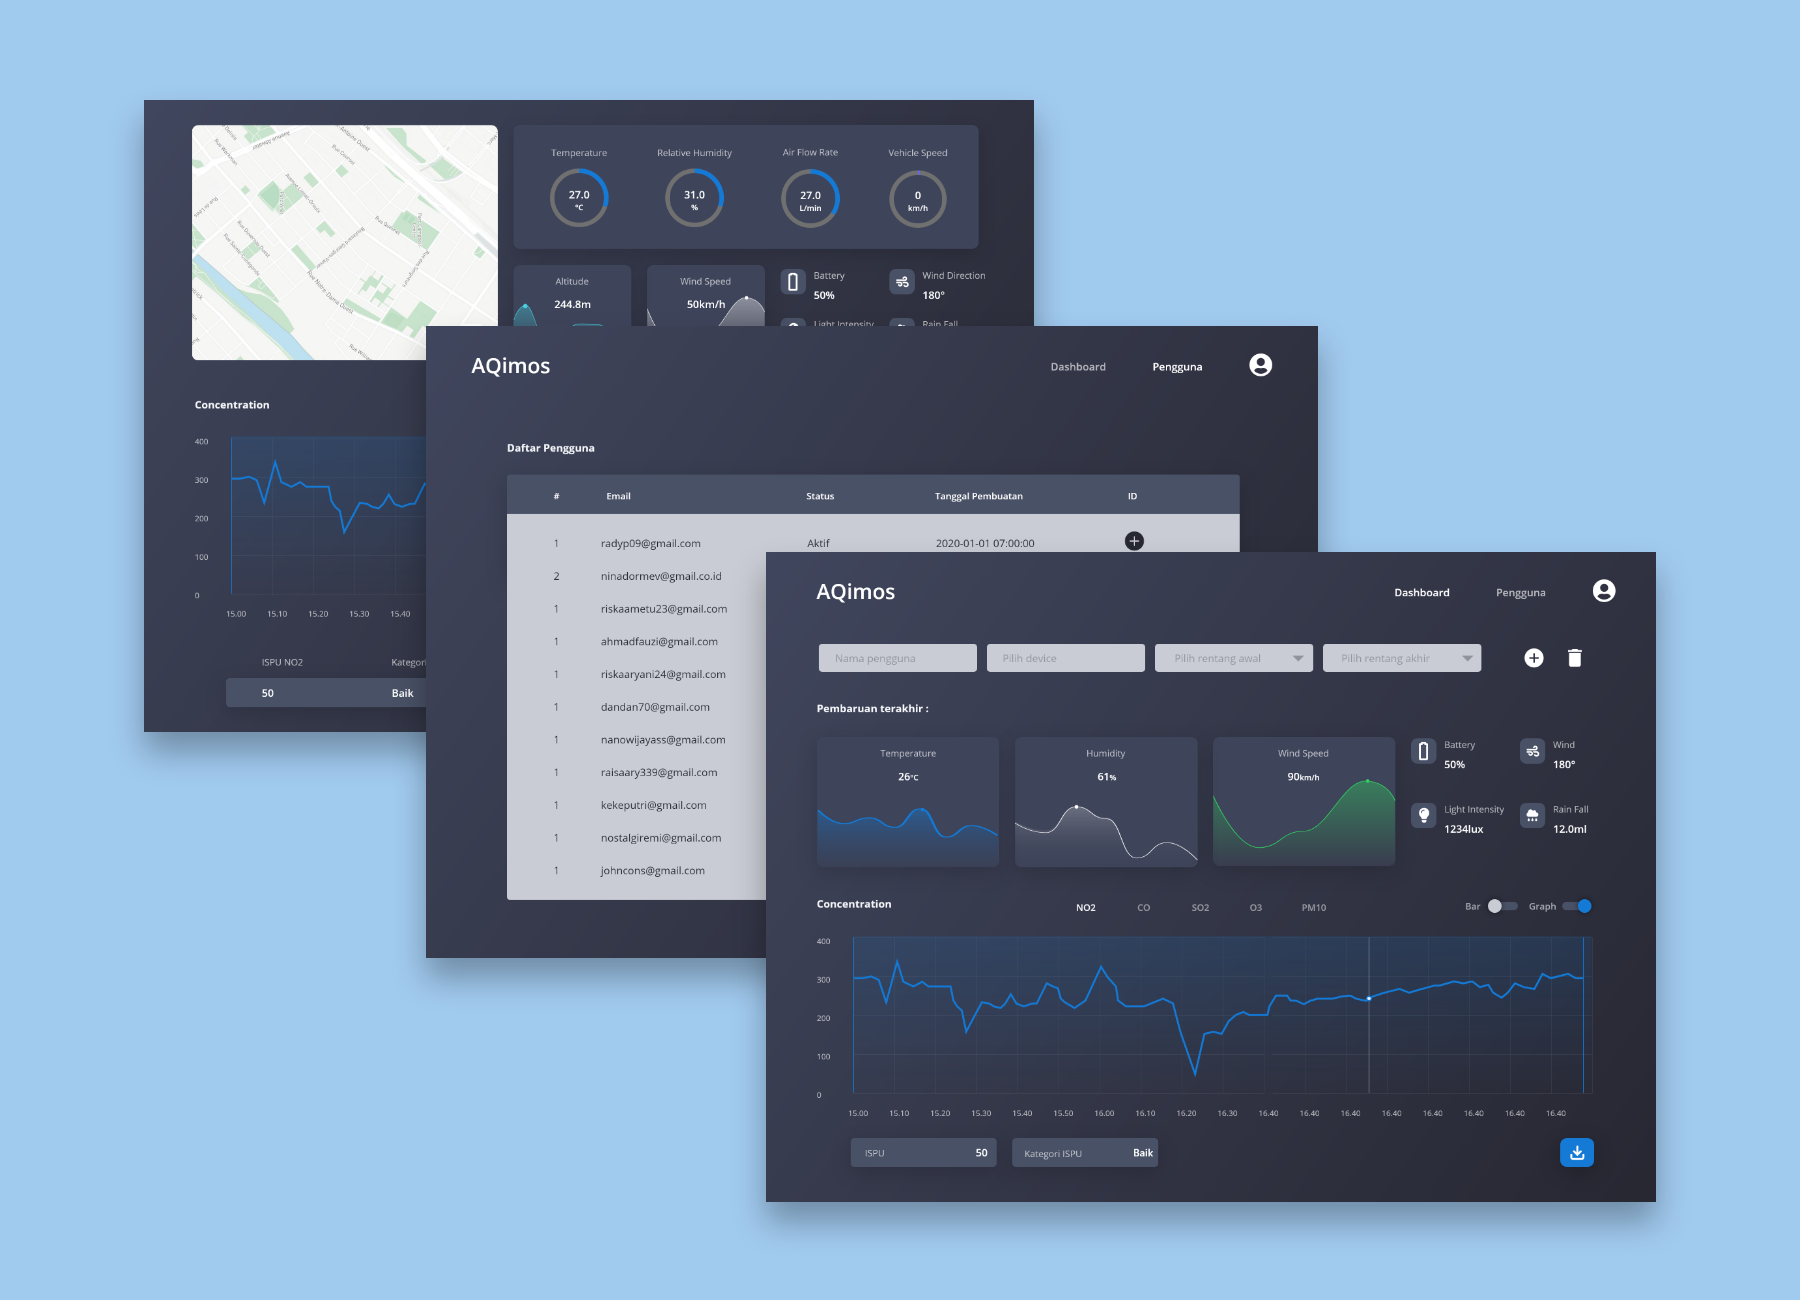 Temperature
27.0
°C
Relative Humidity
31.0
%
Air Flow Rate
27.0
L/min
Vehicle Speed
0
km/h
Altitude
244.8m
Wind Speed
50km/h
Battery
50%
Wind Direction
180°
Light Intensity
Rain Fall
Concentration
400
300
200
100
0
15.00 15.10 15.20 15.30 15.40
ISPU NO2
Kategori
50
Baik
AQimos
Dashboard
Pengguna
Daftar Pengguna
# Email Status Tanggal Pembuatan ID
1 radyp09@gmail.com Aktif 2020-01-01 07:00:00
2 ninadormev@gmail.co.id
1 riskaametu23@gmail.com
1 ahmadfauzi@gmail.com
1 riskaaryani24@gmail.com
1 dandan70@gmail.com
1 nanowijayass@gmail.com
1 raisaary339@gmail.com
1 kekeputri@gmail.com
1 nostalgiremi@gmail.com
1 johncons@gmail.com
AQimos
Dashboard
Pengguna
Nama pengguna
Pilih device
Pilih rentang awal
Pilih rentang akhir
Pembaruan terakhir :
Temperature
26°C
Humidity
61%
Wind Speed
90km/h
Battery
50%
Wind
180°
Light Intensity
1234lux
Rain Fall
12.0ml
Concentration
NO2 CO SO2 O3 PM10
Bar
Graph
400
300
200
100
0
15.00 15.10 15.20 15.30 15.40 15.50 16.00 16.10 16.20 16.30 16.40 16.40 16.40 16.40 16.40 16.40 16.40 16.40
ISPU 50
Kategori ISPU Baik